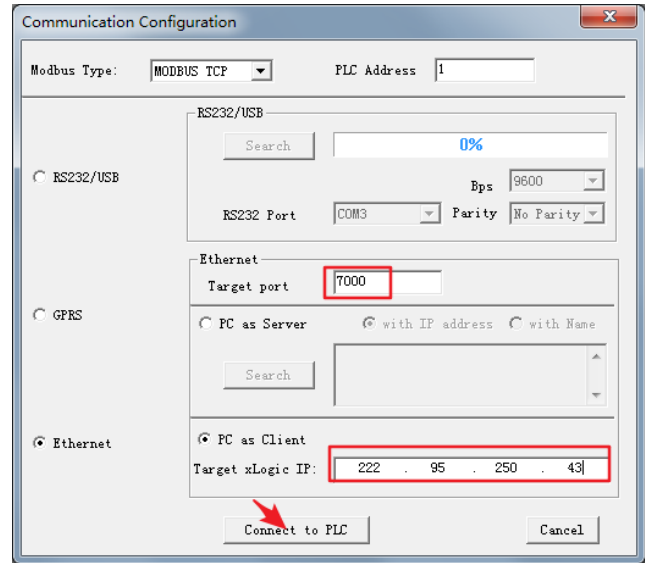 Communication Configuration
Modbus Type: MODBUS TCP PLC Address 1
RS232/USB
Search 0%
RS232/USB
Bps 9600
RS232 Port COM3 Parity No Parity
Ethernet
Target port 7000
GPRS
PC as Server with IP address with Name
Search
Ethernet
PC as Client
Target xLogic IP: 222 . 95 . 250 . 43
Connect to PLC Cancel